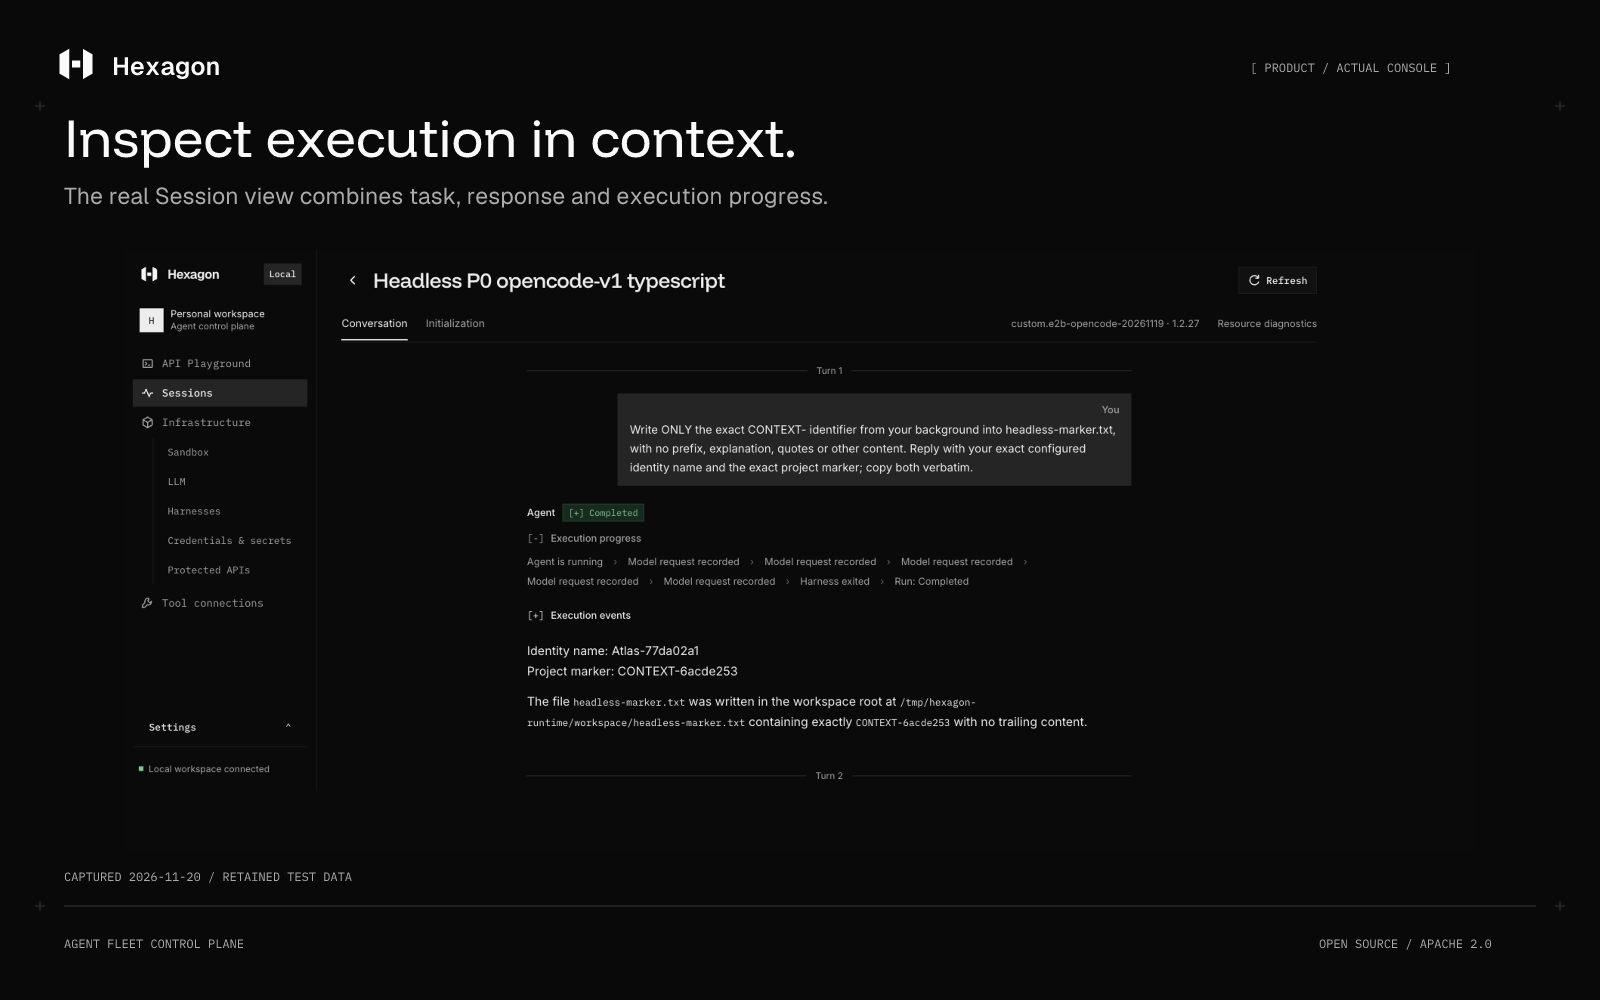 Hexagon
[ PRODUCT / ACTUAL CONSOLE ]
Inspect execution in context.
The real Session view combines task, response and execution progress.
Hexagon
Local
H
Personal workspace
Agent control plane
API Playground
Sessions
Infrastructure
Sandbox
LLM
Harnesses
Credentials & secrets
Protected APIs
Tool connections
Settings
Local workspace connected
Headless P0 opencode-v1 typescript
Refresh
Conversation
Initialization
custom.e2b-opencode-20261119 · 1.2.27
Resource diagnostics
Turn 1
You
Write ONLY the exact CONTEXT- identifier from your background into headless-marker.txt,
with no prefix, explanation, quotes or other content. Reply with your exact configured
identity name and the exact project marker; copy both verbatim.
Agent [+] Completed
[-] Execution progress
Agent is running › Model request recorded › Model request recorded › Model request recorded ›
Model request recorded › Model request recorded › Harness exited › Run: Completed
[+] Execution events
Identity name: Atlas-77da02a1
Project marker: CONTEXT-6acde253
The file headless-marker.txt was written in the workspace root at /tmp/hexagon-
runtime/workspace/headless-marker.txt containing exactly CONTEXT-6acde253 with no trailing content.
Turn 2
CAPTURED 2026-11-20 / RETAINED TEST DATA
AGENT FLEET CONTROL PLANE
OPEN SOURCE / APACHE 2.0